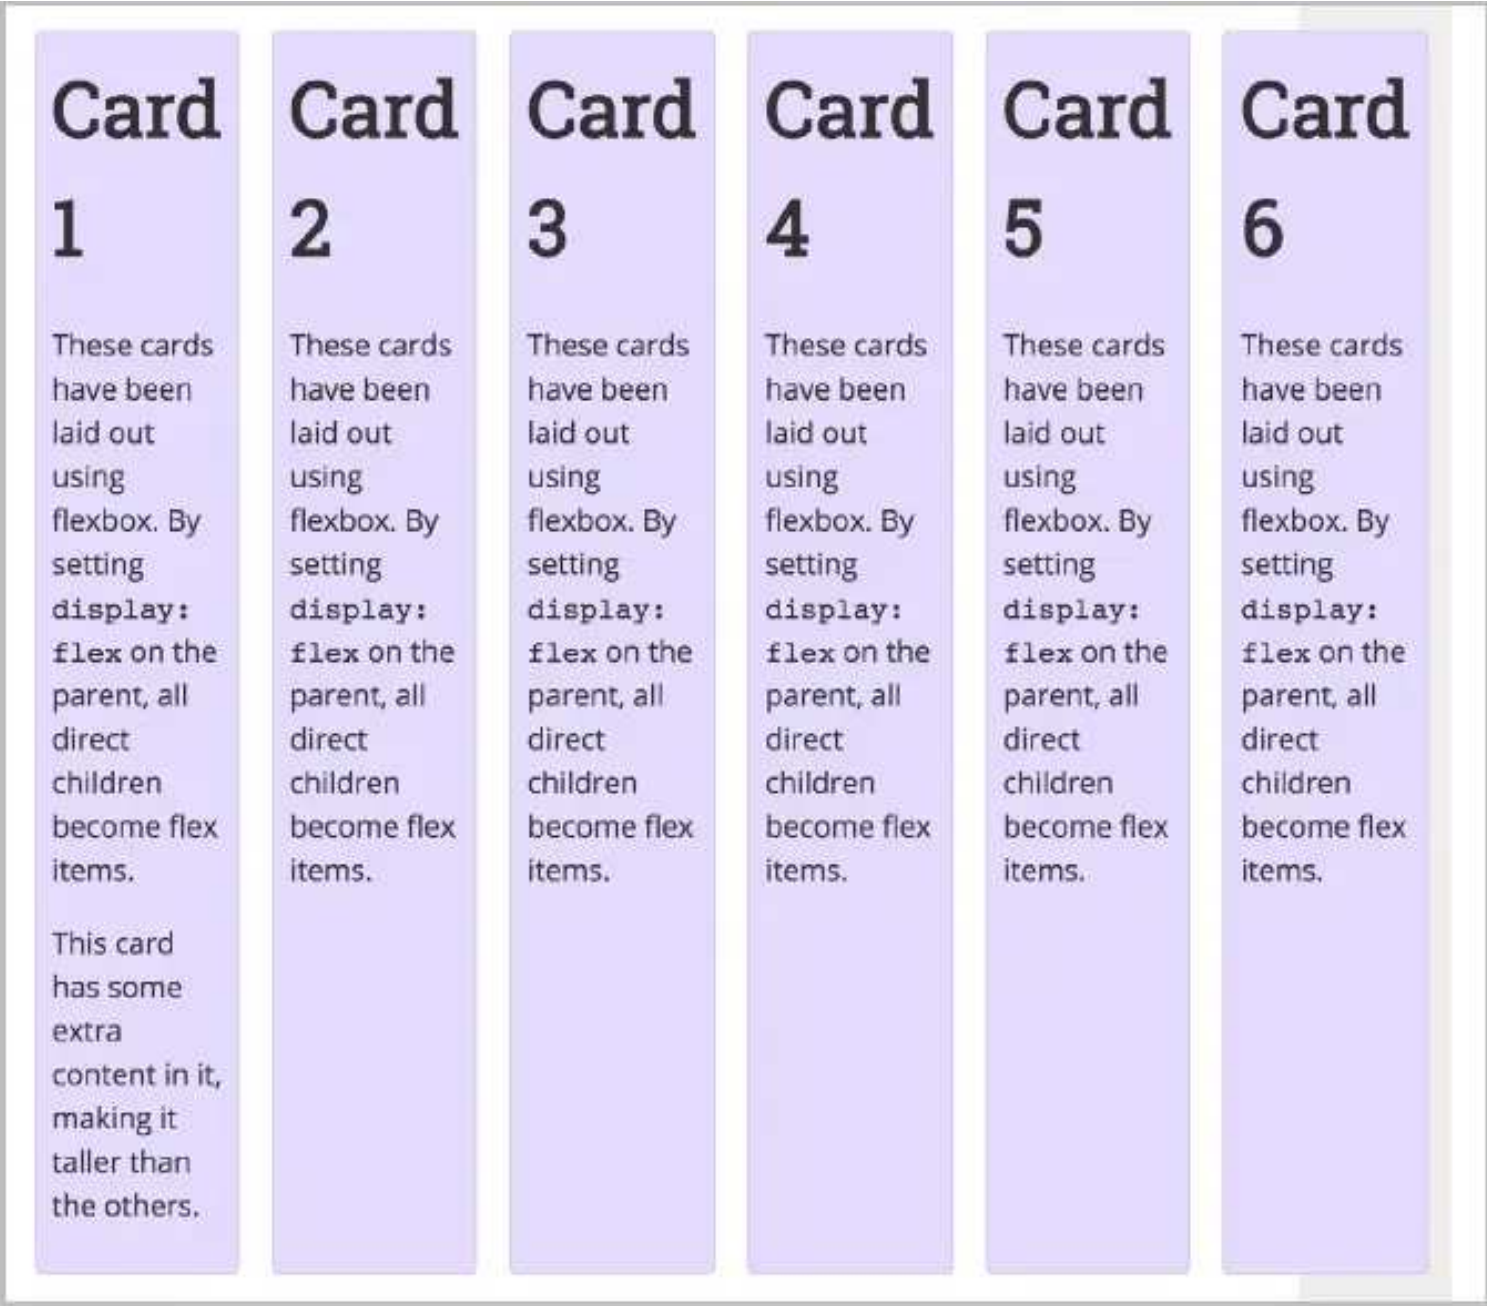 Card
1
These cards
have been
laid out
using
flexbox. By
setting
display:
flex on the
parent, all
direct
children
become flex
items.
This card
has some
extra
content in it,
making it
taller than
the others.
Card
2
These cards
have been
laid out
using
flexbox. By
setting
display:
flex on the
parent, all
direct
children
become flex
items.
Card
3
These cards
have been
laid out
using
flexbox. By
setting
display:
flex on the
parent, all
direct
children
become flex
items.
Card
4
These cards
have been
laid out
using
flexbox. By
setting
display:
flex on the
parent, all
direct
children
become flex
items.
Card
5
These cards
have been
laid out
using
flexbox. By
setting
display:
flex on the
parent, all
direct
children
become flex
items.
Card
6
These cards
have been
laid out
using
flexbox. By
setting
display:
flex on the
parent, all
direct
children
become flex
items.